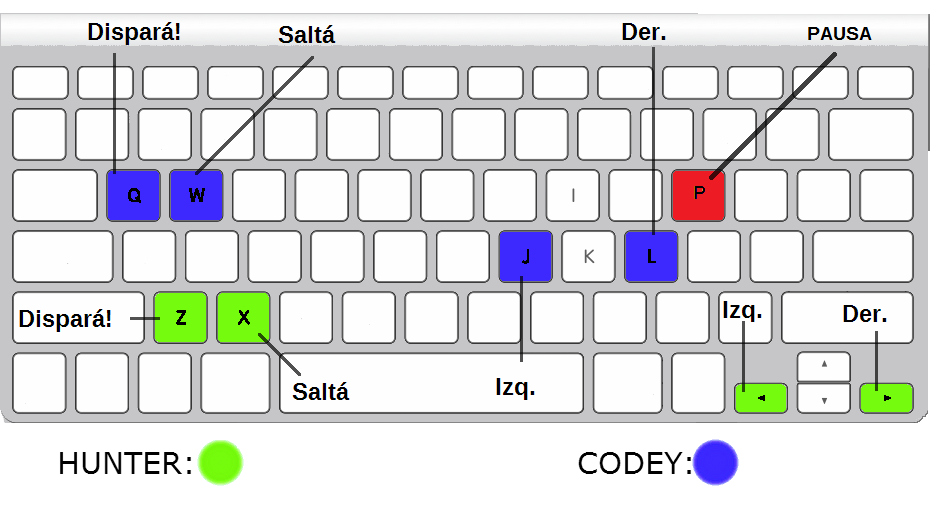 Dispará!
Saltá
Der.
PAUSA
Q
W
I
P
J
K
L
Dispará!
Z
X
Izq.
Der.
Saltá
Izq.
▲
◄
▼
►
HUNTER:
CODEY: